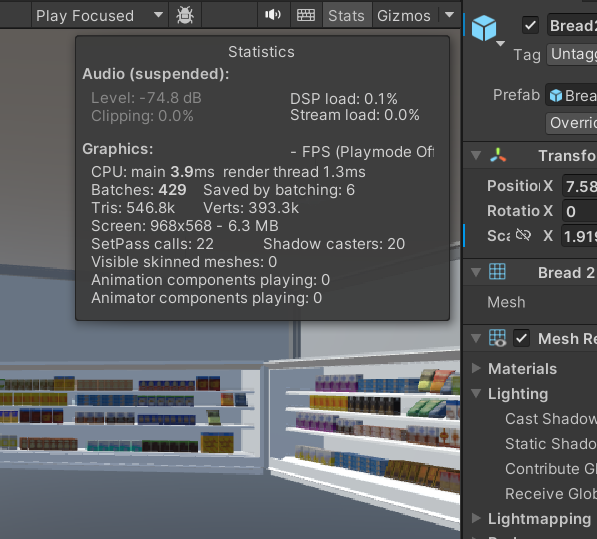 Play Focused
Stats
Gizmos
Statistics
Audio (suspended):
Level: -74.8 dB
DSP load: 0.1%
Clipping: 0.0%
Stream load: 0.0%
Graphics:
- FPS (Playmode Off
CPU: main 3.9ms render thread 1.3ms
Batches: 429 Saved by batching: 6
Tris: 546.8k Verts: 393.3k
Screen: 968x568 - 6.3 MB
SetPass calls: 22 Shadow casters: 20
Visible skinned meshes: 0
Animation components playing: 0
Animator components playing: 0
Bread2
Tag Untagg
Prefab Brea
Overri
Transfo
Positio X 7.58
Rotatio X 0
Sca X 1.919
Bread 2
Mesh
Mesh Re
Materials
Lighting
Cast Shadow
Static Shado
Contribute Gl
Receive Glob
Lightmapping